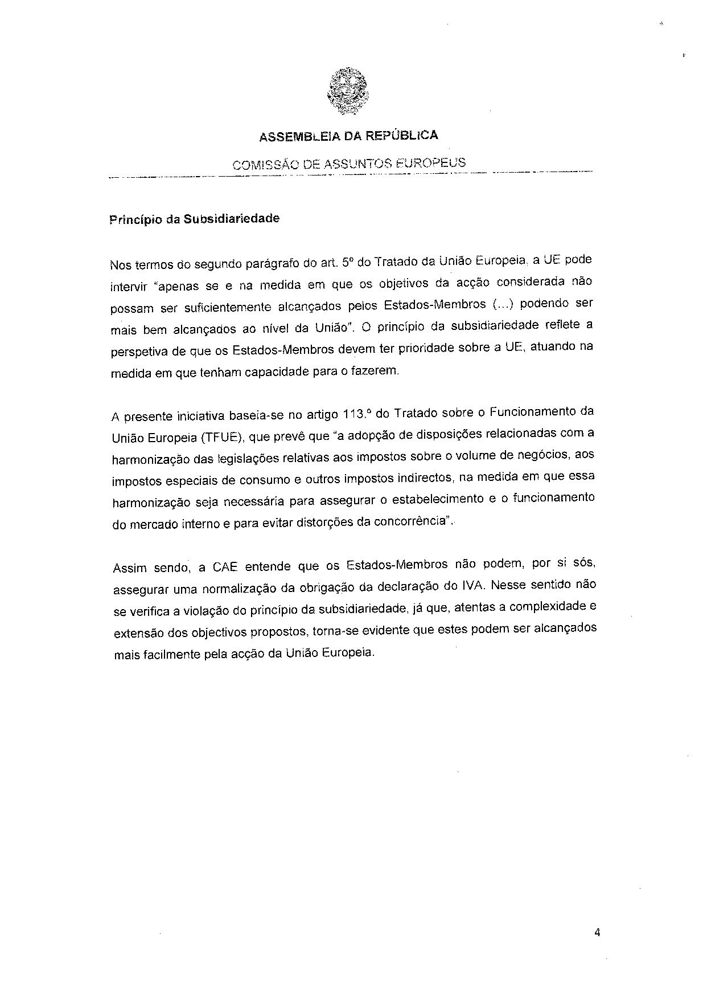 ASSEMBLEIA DA REPÚBLICA
COMISSÃO DE ASSUNTOS EUROPEUS
Princípio da Subsidiariedade
Nos termos do segundo parágrafo do art. 5º do Tratado da União Europeia, a UE pode
intervir “apenas se e na medida em que os objetivos da acção considerada não
possam ser suficientemente alcançados pelos Estados-Membros (...) podendo ser
mais bem alcançados ao nível da União”. O princípio da subsidiariedade reflete a
perspetiva de que os Estados-Membros devem ter prioridade sobre a UE, atuando na
medida em que tenham capacidade para o fazerem.
A presente iniciativa baseia-se no artigo 113.º do Tratado sobre o Funcionamento da
União Europeia (TFUE), que prevê que “a adopção de disposições relacionadas com a
harmonização das legislações relativas aos impostos sobre o volume de negócios, aos
impostos especiais de consumo e outros impostos indirectos, na medida em que essa
harmonização seja necessária para assegurar o estabelecimento e o funcionamento
do mercado interno e para evitar distorções da concorrência”.
Assim sendo, a CAE entende que os Estados-Membros não podem, por si sós,
assegurar uma normalização da obrigação da declaração do IVA. Nesse sentido não
se verifica a violação do princípio da subsidiariedade, já que, atentas a complexidade e
extensão dos objectivos propostos, torna-se evidente que estes podem ser alcançados
mais facilmente pela acção da União Europeia.
4